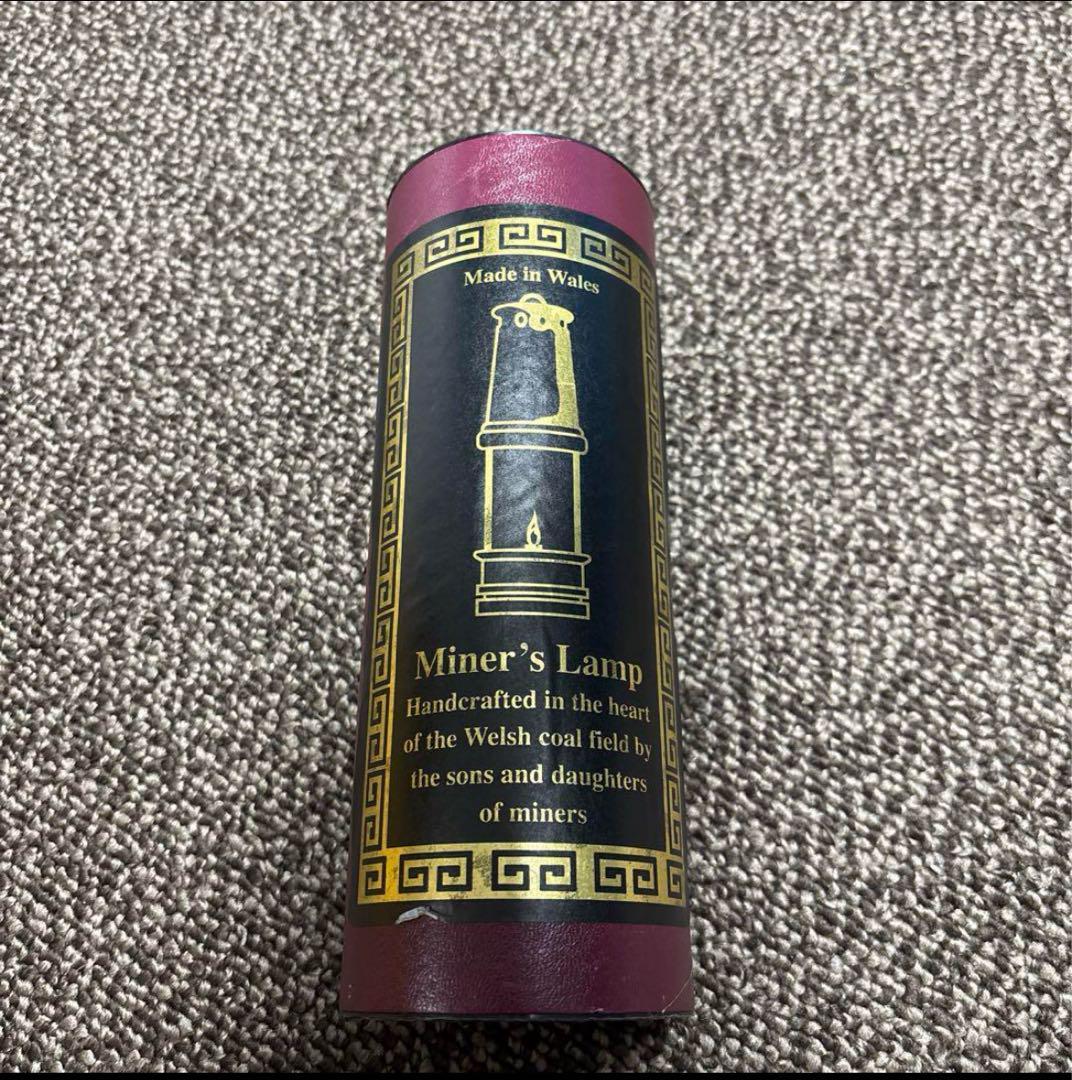 Made in Wales
Miner's Lamp
Handcrafted in the heart
of the Welsh coal field by
the sons and daughters
of miners